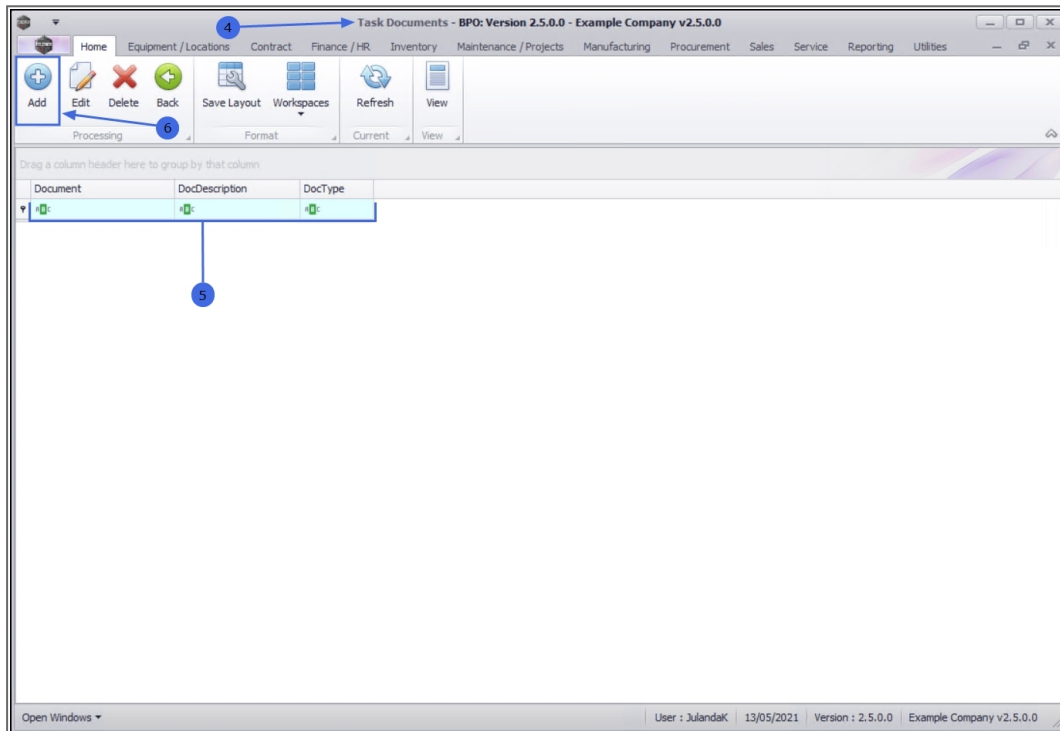 4
Task Documents - BPO: Version 2.5.0.0 - Example Company v2.5.0.0
Home Equipment / Locations Contract Finance / HR Inventory Maintenance / Projects Manufacturing Procurement Sales Service Reporting Utilities
Add Edit Delete Back Save Layout Workspaces Refresh View
6
Processing Format Current View
Drag a column header here to group by that column
Document DocDescription DocType
ABC ABC ABC
5
Open Windows User : JulandaK 13/05/2021 Version : 2.5.0.0 Example Company v2.5.0.0